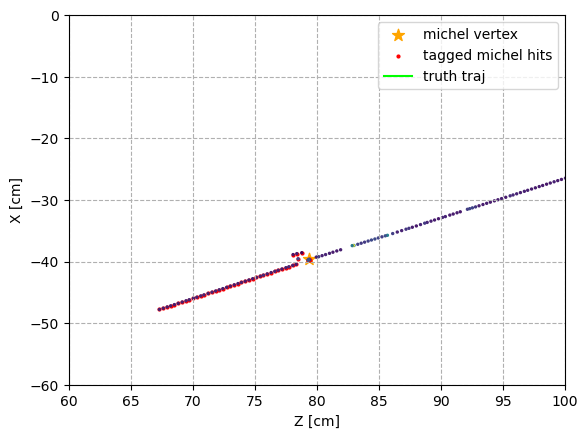 0
−10
−20
−30
−40
−50
−60
X [cm]
60 65 70 75 80 85 90 95 100
Z [cm]
michel vertex
tagged michel hits
truth traj